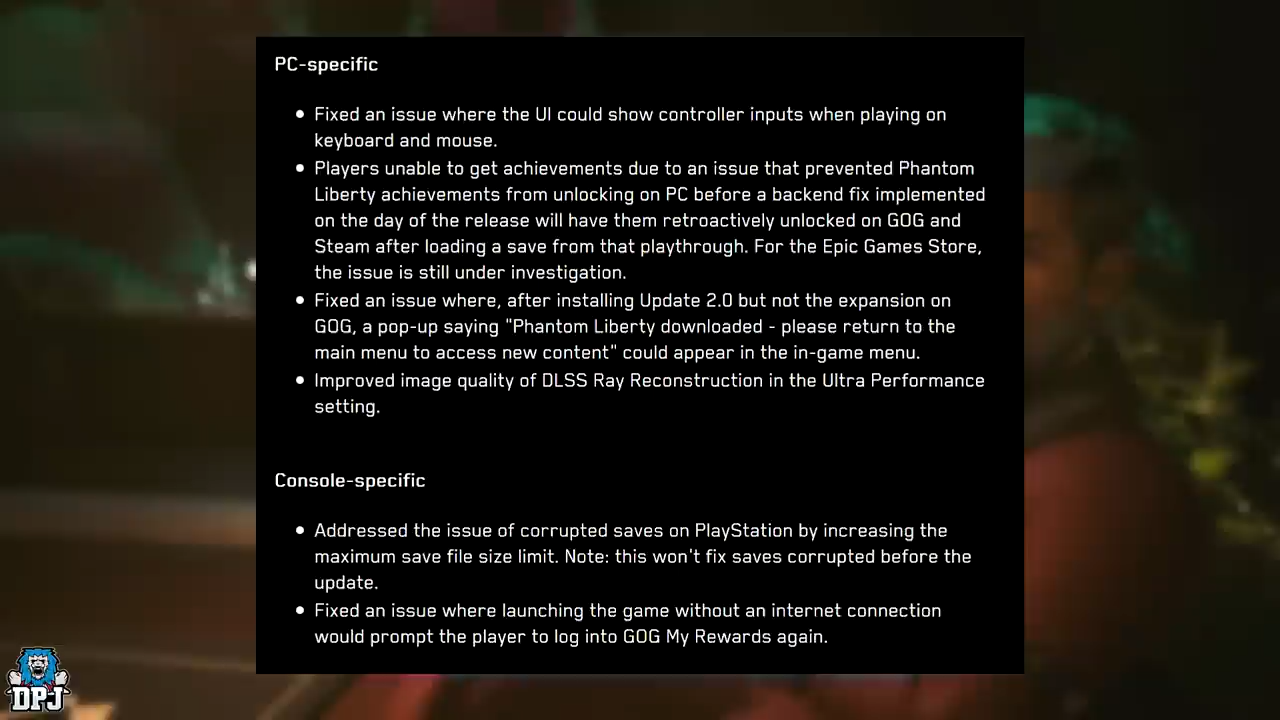 PC-specific
Fixed an issue where the UI could show controller inputs when playing on
keyboard and mouse.
Players unable to get achievements due to an issue that prevented Phantom
Liberty achievements from unlocking on PC before a backend fix implemented
on the day of the release will have them retroactively unlocked on GOG and
Steam after loading a save from that playthrough. For the Epic Games Store,
the issue is still under investigation.
Fixed an issue where, after installing Update 2.0 but not the expansion on
GOG, a pop-up saying "Phantom Liberty downloaded - please return to the
main menu to access new content" could appear in the in-game menu.
Improved image quality of DLSS Ray Reconstruction in the Ultra Performance
setting.
Console-specific
Addressed the issue of corrupted saves on PlayStation by increasing the
maximum save file size limit. Note: this won't fix saves corrupted before the
update.
Fixed an issue where launching the game without an internet connection
would prompt the player to log into GOG My Rewards again.
DPJ